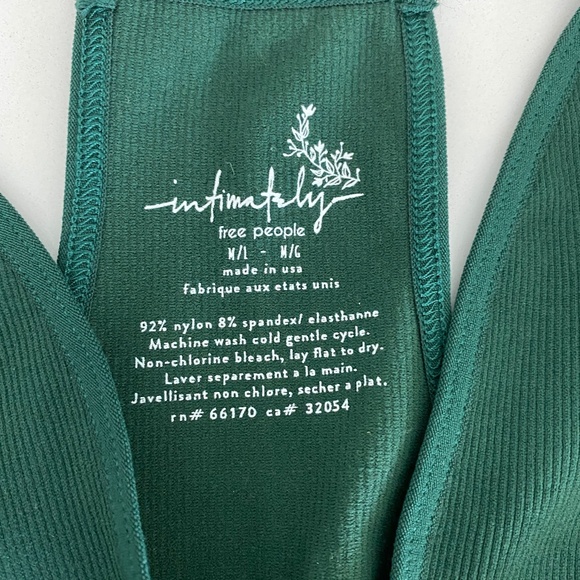 intimately
free people
M/L - M/G
made in usa
fabrique aux etats unis
92% nylon 8% spandex/ elasthanne
Machine wash cold gentle cycle.
Non-chlorine bleach, lay flat to dry.
Laver separement a la main.
Javellisant non chlore, secher a plat.
rn# 66170 ca# 32054